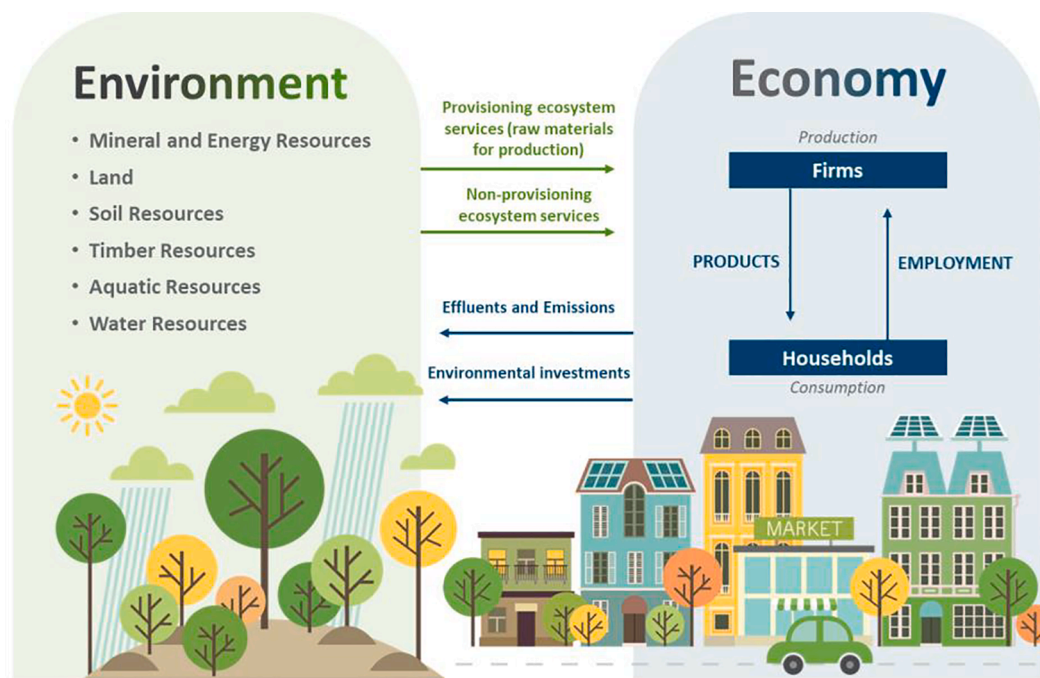 Environment
• Mineral and Energy Resources
• Land
• Soil Resources
• Timber Resources
• Aquatic Resources
• Water Resources
Provisioning ecosystem
services (raw materials
for production)
Non-provisioning
ecosystem services
Effluents and Emissions
Environmental investments
Economy
Production
Firms
PRODUCTS
EMPLOYMENT
Households
Consumption
MARKET